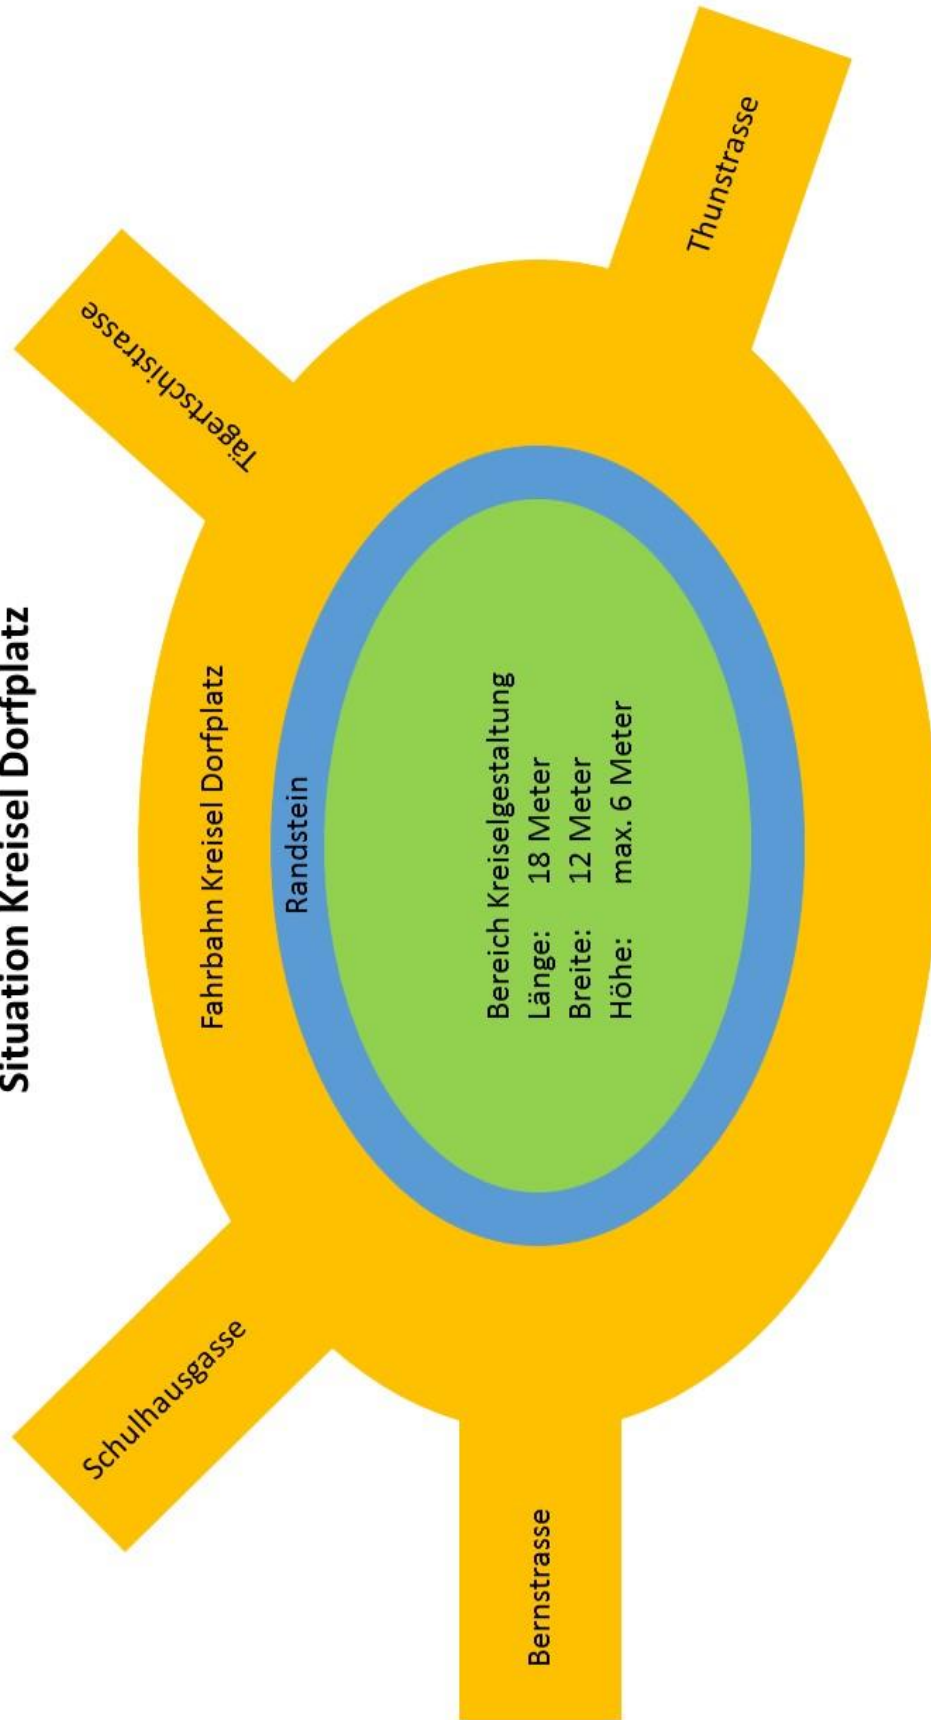 Situation Kreisel Dorfplatz
Schulhausgasse
Tägertschistrasse
Fahrbahn Kreisel Dorfplatz
Randstein
Bereich Kreiselgestaltung
Länge: 18 Meter
Breite: 12 Meter
Höhe: max. 6 Meter
Bernstrasse
Thunstrasse